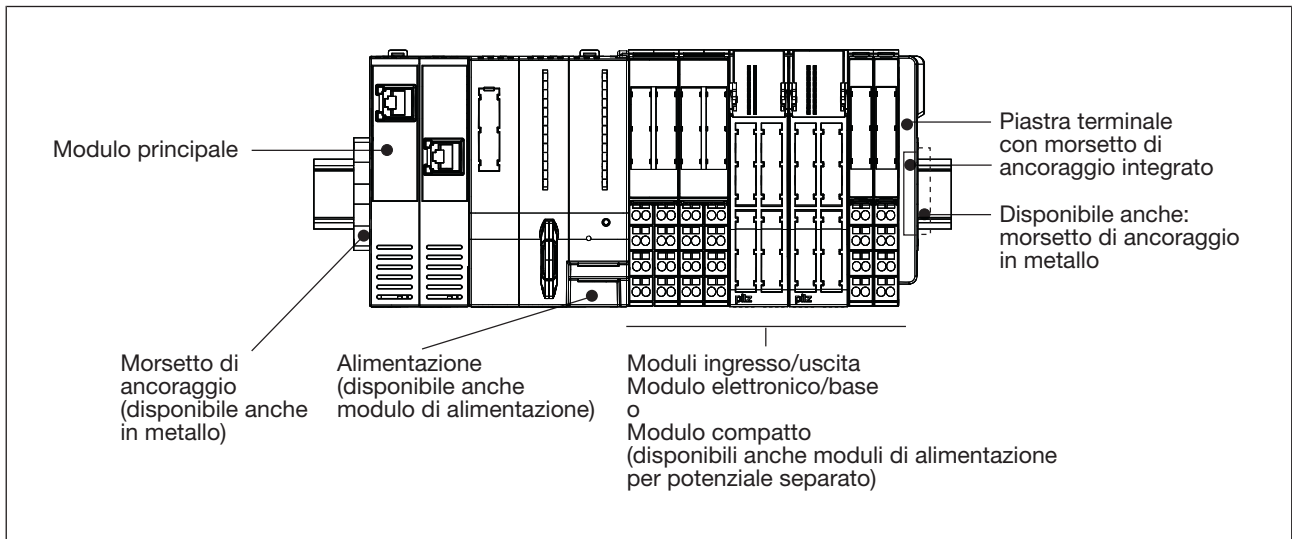 Modulo principale
Piastra terminale
con morsetto di
ancoraggio integrato
Disponibile anche:
morsetto di ancoraggio
in metallo
pilz
pilz
Morsetto di
ancoraggio
(disponibile anche
in metallo)
Alimentazione
(disponibile anche
modulo di alimentazione)
Moduli ingresso/uscita
Modulo elettronico/base
o
Modulo compatto
(disponibili anche moduli di alimentazione
per potenziale separato)